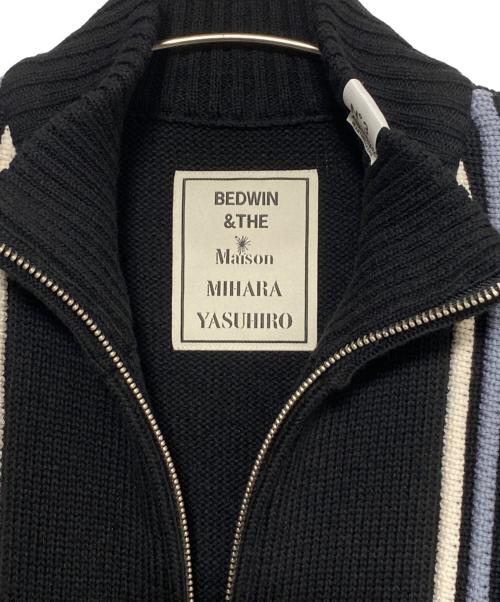 BEDWIN
&THE
Maison
MIHARA
YASUHIRO